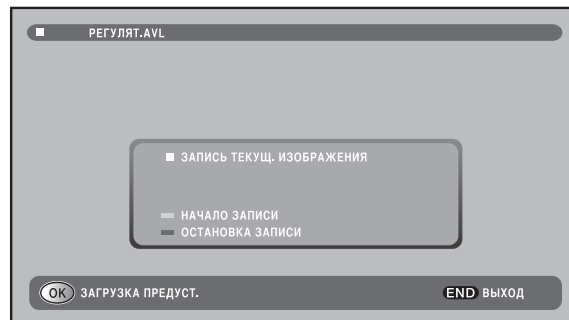 РЕГУЛЯТ.AVL
ЗАПИСЬ ТЕКУЩ. ИЗОБРАЖЕНИЯ
НАЧАЛО ЗАПИСИ
ОСТАНОВКА ЗАПИСИ
OK ЗАГРУЗКА ПРЕДУСТ. END ВЫХОД